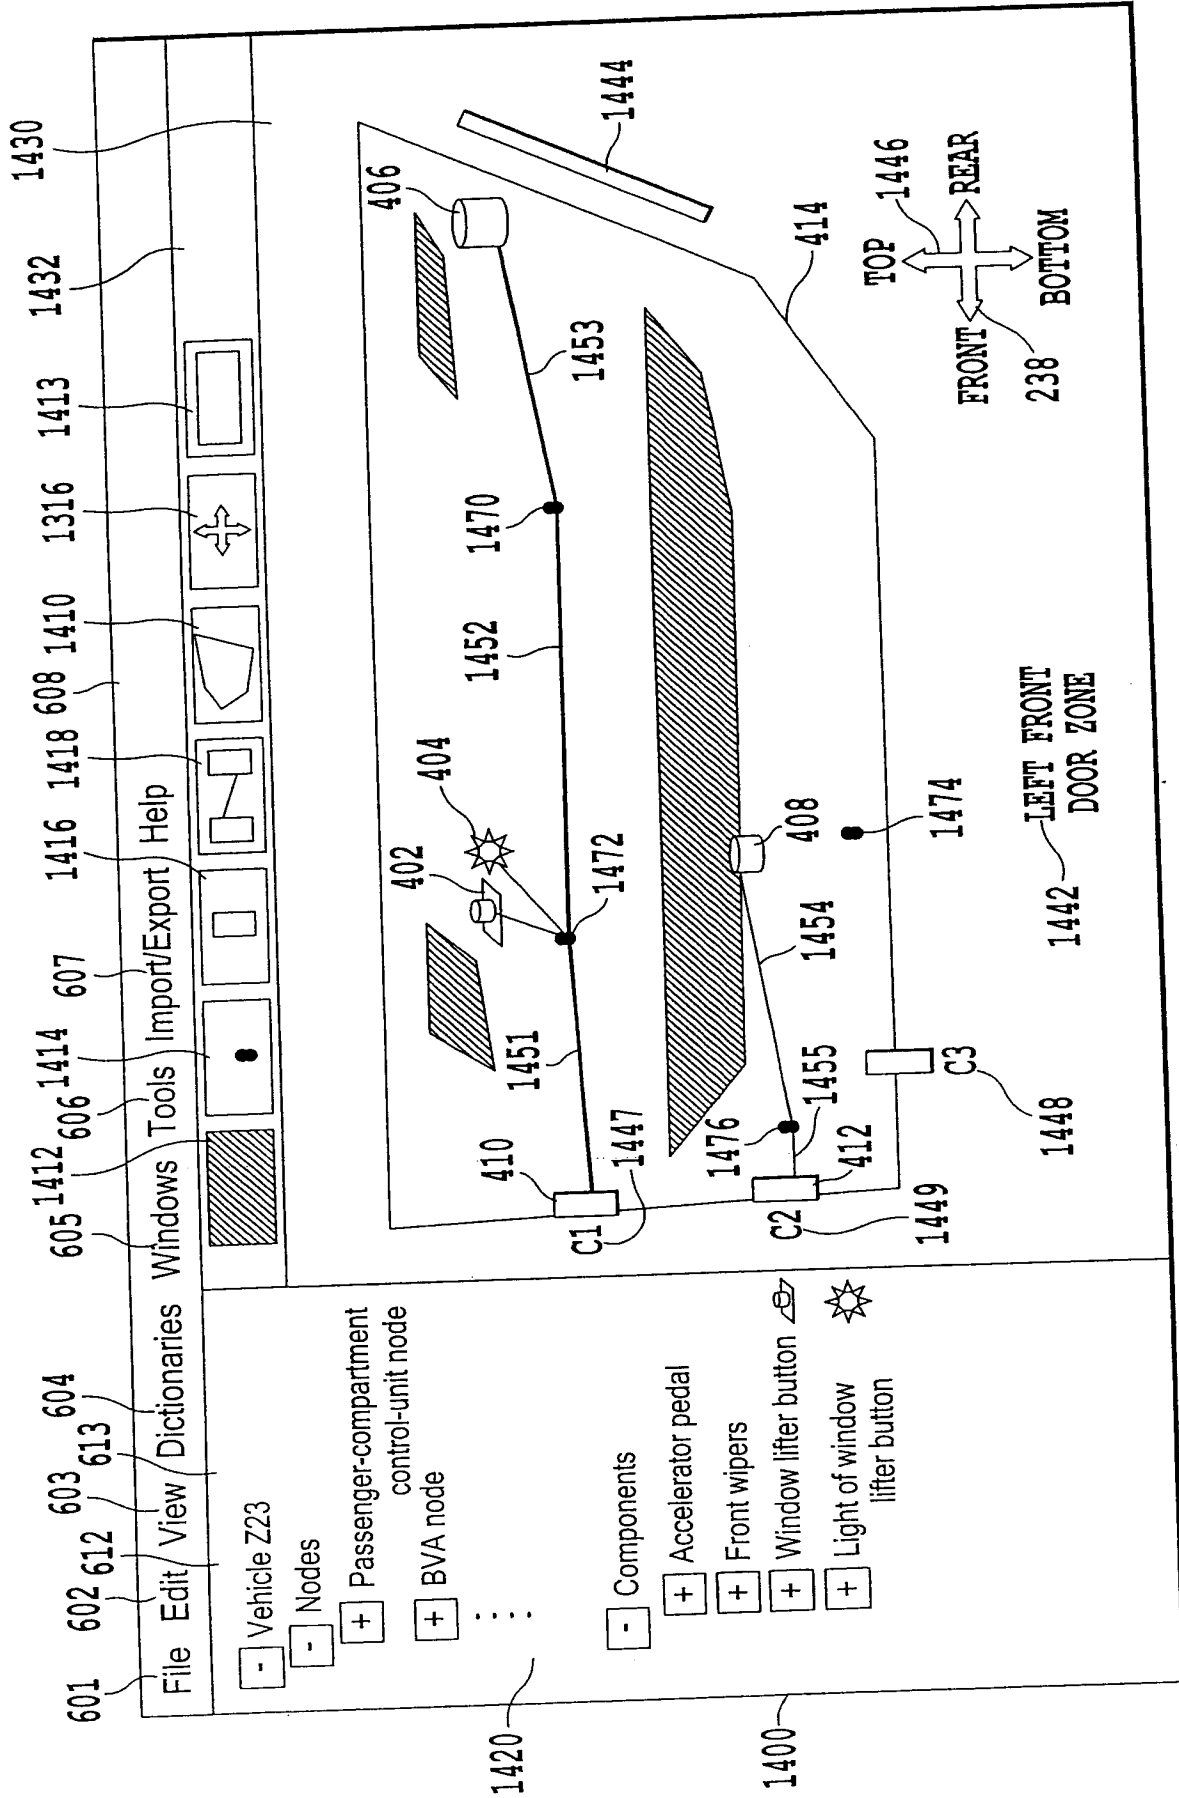 601
602
612
603
613
604
605
1412
606
1414
607
1416
1418
608
1410
1316
1413
1432
1430
File Edit View Dictionaries Windows Tools Import/Export Help
- Vehicle Z23
- Nodes
+ Passenger-compartment
control-unit node
+ BVA node
.....
- Components
+ Accelerator pedal
+ Front wipers
+ Window lifter button
+ Light of window
lifter button
1420
1400
406
1444
404
402
410
1451
1472
1452
1470
1453
C1
1447
1476
1455
1454
408
1474
414
C2
412
1449
C3
1448
1442
LEFT FRONT
DOOR ZONE
TOP
1446
FRONT
REAR
238
BOTTOM